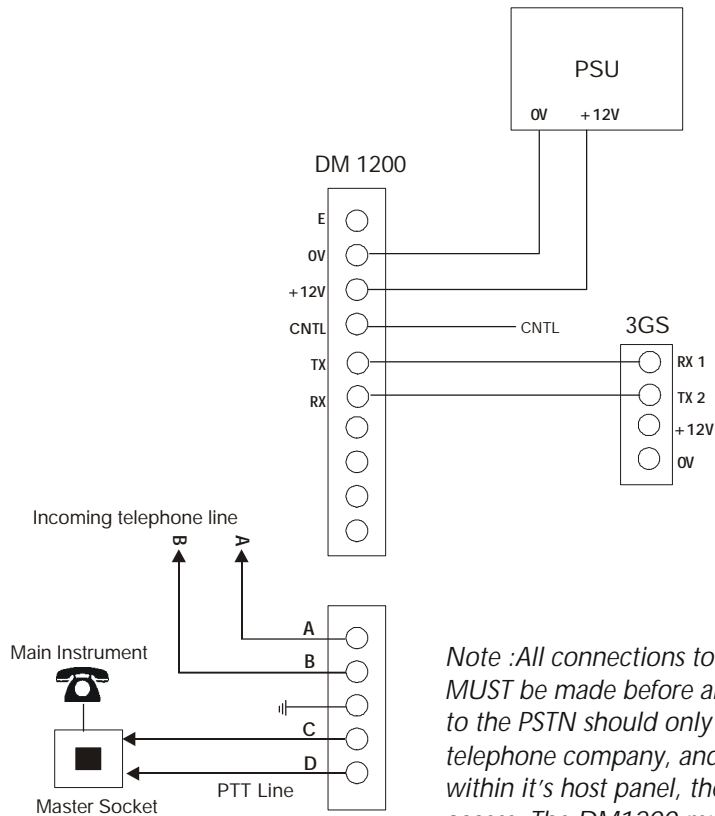 PSU
0V +12V
DM 1200
E
0V
+12V
CNTL
CNTL
TX
RX
3GS
RX 1
TX 2
+12V
0V
Incoming telephone line
B A
A
B
C
D
Main Instrument
Master Socket
PTT Line
Note :All connections to
MUST be made before
to the PSTN should only
telephone company, and
within it's host panel,